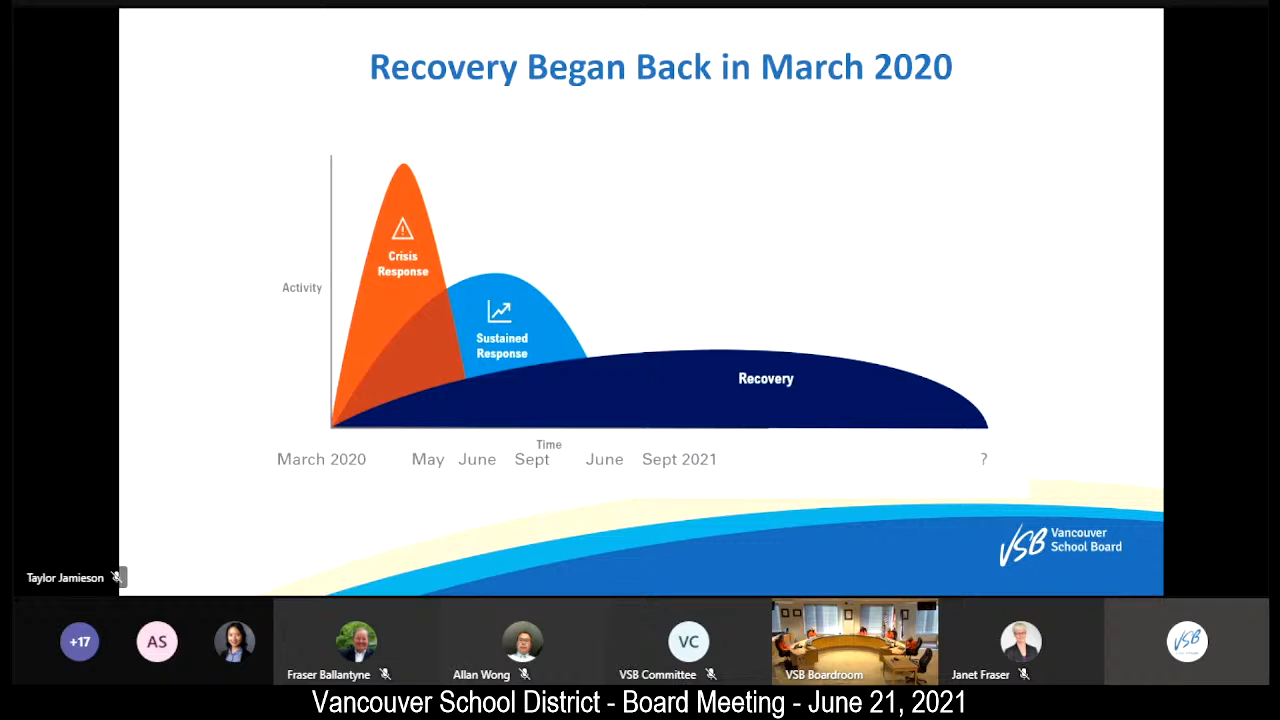 Recovery Began Back in March 2020
Crisis
Response
Activity
Sustained
Response
Recovery
Time
March 2020 May June Sept June Sept 2021 ?
VSB Vancouver
School Board
Taylor Jamieson
+17 AS VC VSB
Fraser Ballantyne Allan Wong VSB Committee VSB Boardroom Janet Fraser
Vancouver School District - Board Meeting - June 21, 2021